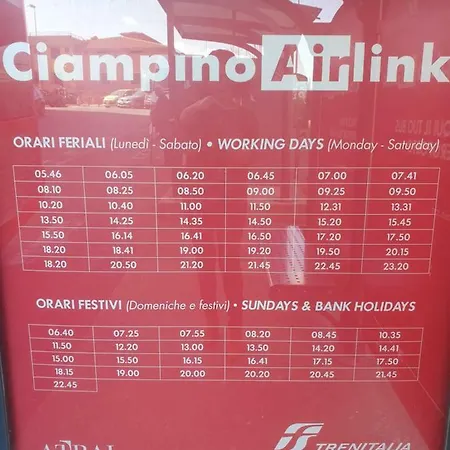 Ciampino Airlink
ORARI FERIALI (Lunedì - Sabato) • WORKING DAYS (Monday - Saturday)
05.46 06.05 06.20 06.45 07.00 07.41
08.10 08.25 08.50 09.00 09.25 09.50
10.20 10.40 11.00 11.50 12.31 13.31
13.50 14.25 14.35 14.50 15.20 15.45
15.50 16.14 16.41 16.50 17.20 17.50
18.20 18.41 19.00 19.20 19.50 20.15
18.20 20.50 21.20 21.45 22.45 23.20
ORARI FESTIVI (Domeniche e festivi) • SUNDAYS & BANK HOLIDAYS
06.40 07.25 07.55 08.20 08.45 10.35
11.50 12.20 13.00 13.50 14.20 14.41
15.00 15.50 16.15 16.41 17.15 17.50
18.15 19.00 20.00 20.20 20.50 21.45
22.45
TRENITALIA